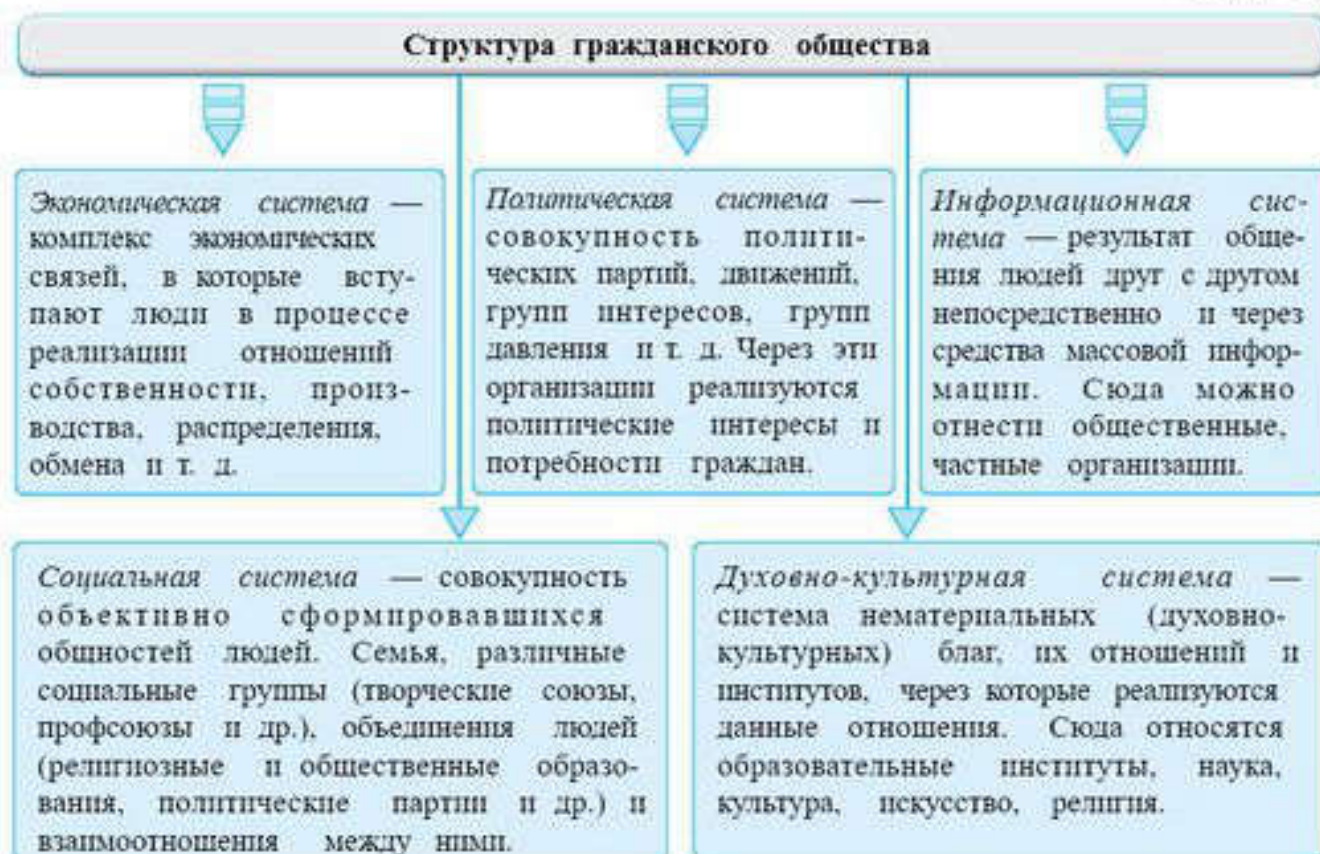 Структура гражданского общества
Экономическая система —
комплекс экономических
связей, в которые всту-
пают люди в процессе
реализации отношений
собственности, произ-
водства, распределения,
обмена и т. д.
Политическая система —
совокупность полити-
ческих партий, движений,
групп интересов, групп
давления и т. д. Через эти
организации реализуются
политические интересы и
потребности граждан.
Информационная сис-
тема — результат обще-
ния людей друг с другом
непосредственно и через
средства массовой инфор-
мации. Сюда можно
отнести общественные,
частные организации.
Социальная система — совокупность
объективно сформировавшихся
общностей людей. Семья, различные
социальные группы (творческие союзы,
профсоюзы и др.), объединения людей
(религиозные и общественные образо-
вания, политические партии и др.) и
взаимоотношения между ними.
Духовно-культурная система —
система нематериальных (духовно-
культурных) благ, их отношений и
институтов, через которые реализуются
данные отношения. Сюда относятся
образовательные институты, наука,
культура, искусство, религия.